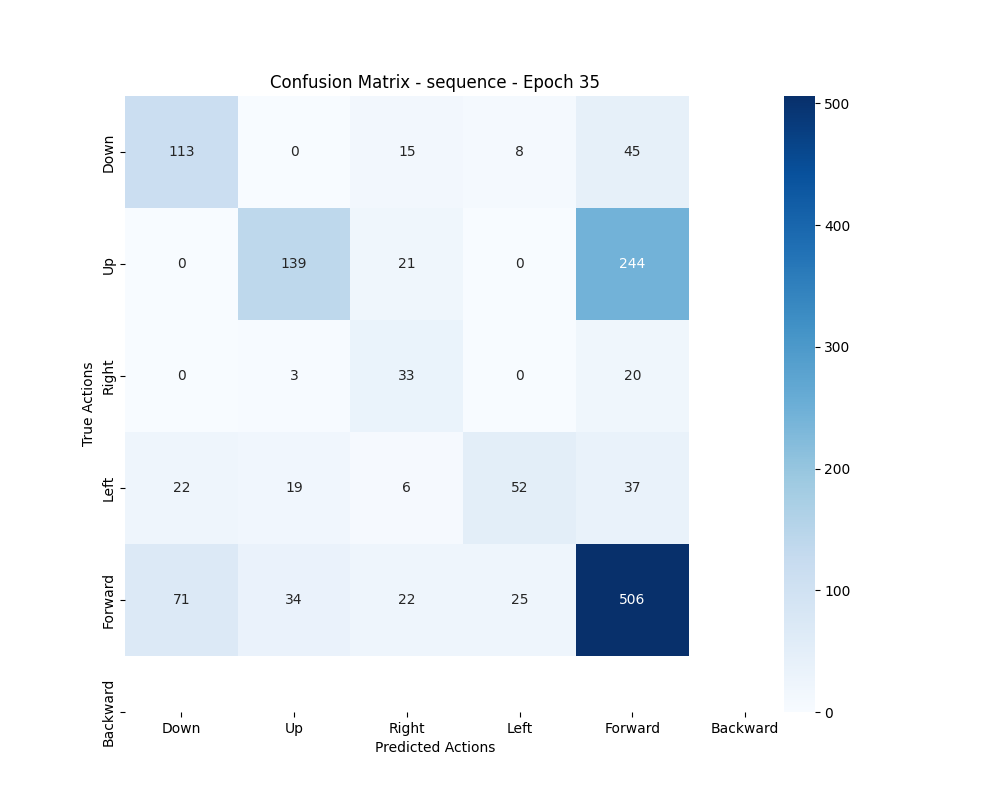 Confusion Matrix - sequence - Epoch 35
Down 113 0 15 8 45
Up 0 139 21 0 244
Right 0 3 33 0 20
Left 22 19 6 52 37
Forward 71 34 22 25 506
Backward
True Actions
Down Up Right Left Forward Backward
Predicted Actions
500
400
300
200
100
0